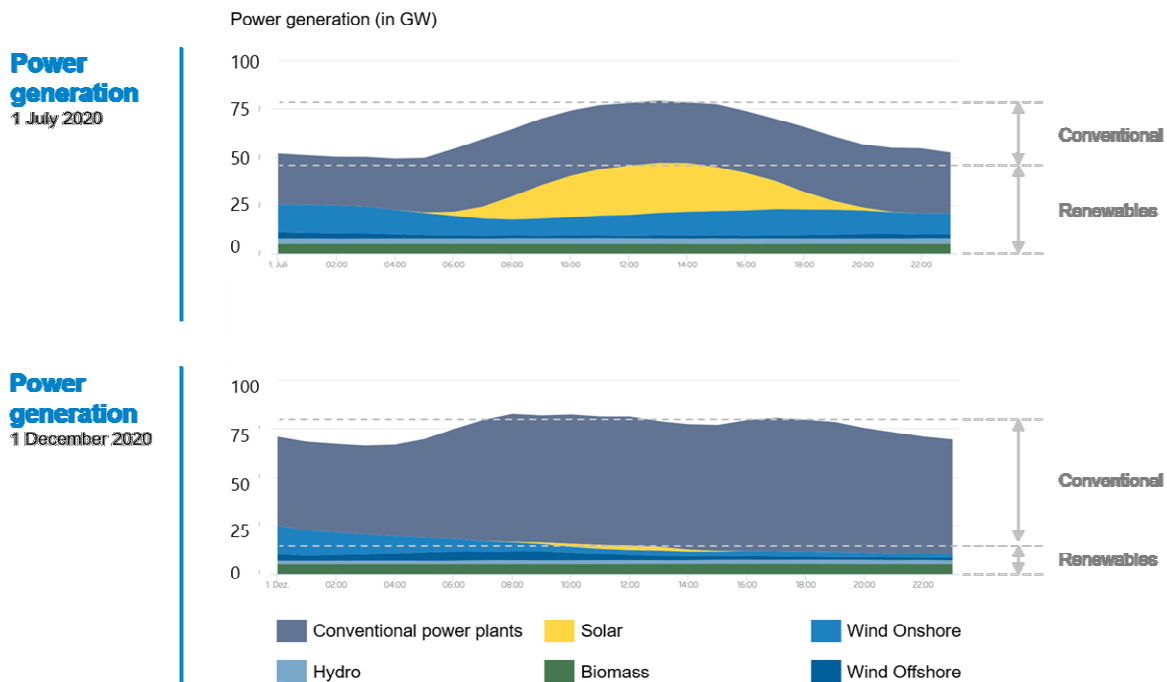 Power generation (in GW)
Power
generation
1 July 2020
100
75
50
25
0
1. Juli
02:00
04:00
06:00
08:00
10:00
12:00
14:00
16:00
18:00
20:00
22:00
Conventional
Renewables
Power
generation
1 December 2020
100
75
50
25
0
1. Dez.
02:00
04:00
06:00
08:00
10:00
12:00
14:00
16:00
18:00
20:00
22:00
Conventional
Renewables
Conventional power plants
Solar
Wind Onshore
Hydro
Biomass
Wind Offshore